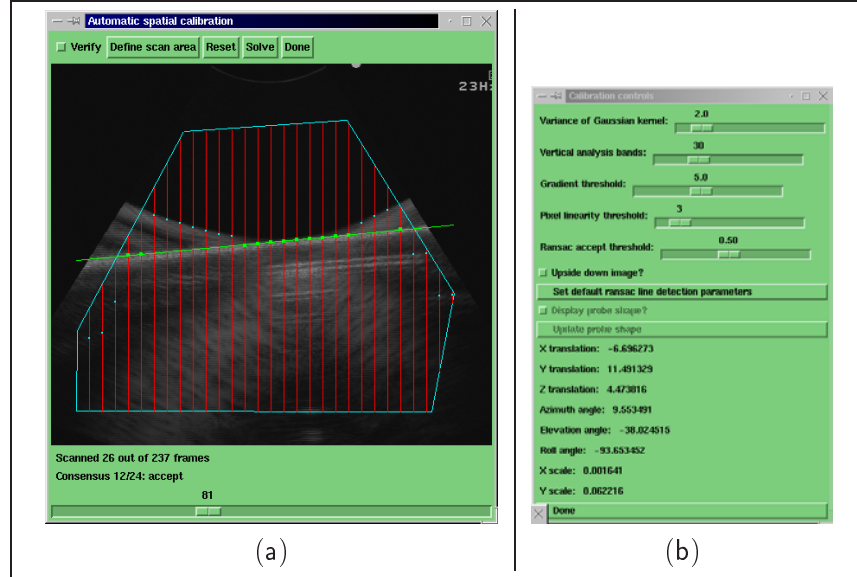 Automatic spatial calibration
Verify Define scan area Reset Solve Done
23H
Scanned 26 out of 237 frames
Consensus 12/24: accept
81
(a)
Calibration controls
2.0
Variance of Gaussian kernel:
30
Vertical analysis bands:
5.0
Gradient threshold:
3
Pixel linearity threshold:
0.50
Ransac accept threshold:
Upside down image?
Set default ransac line detection parameters
Display probe shape?
Update probe shape
X translation: -6.696273
Y translation: 11.491329
Z translation: 4.473816
Azimuth angle: 9.553491
Elevation angle: -38.024515
Roll angle: -93.653452
X scale: 0.001641
Y scale: 0.062216
Done
(b)